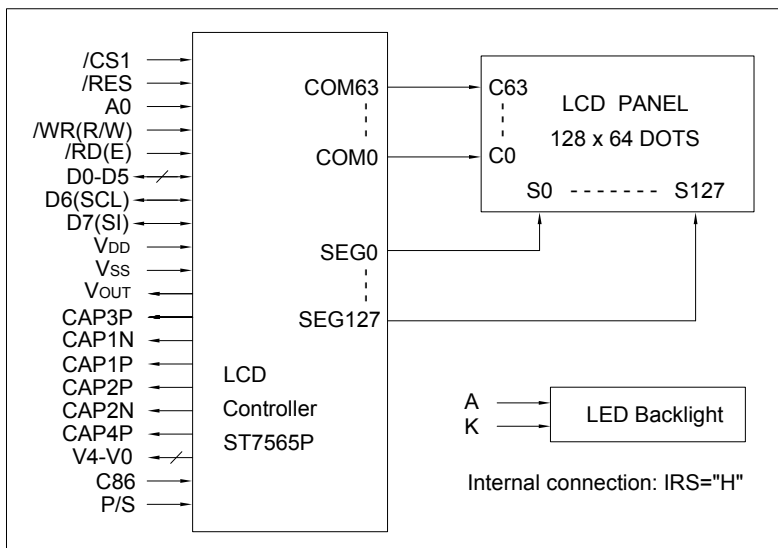 /CS1
/RES
A0
/WR(R/W)
/RD(E)
D0-D5
D6(SCL)
D7(SI)
VDD
VSS
VOUT
CAP3P
CAP1N
CAP1P
CAP2P
CAP2N
CAP4P
V4-V0
C86
P/S
COM63
COM0
SEG0
SEG127
LCD
Controller
ST7565P
C63
C0
LCD PANEL
128 x 64 DOTS
S0
S127
A
K
LED Backlight
Internal connection: IRS="H"